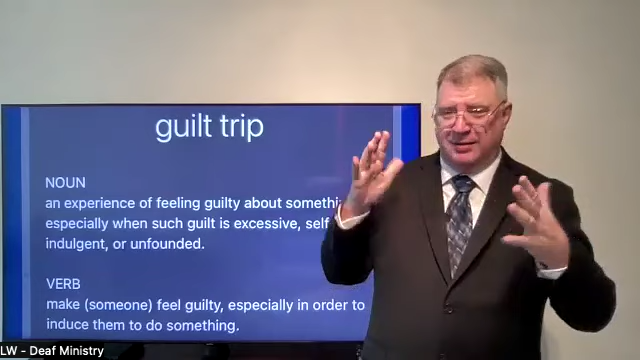 guilt trip
NOUN
an experience of feeling guilty about
especially when such guilt is excessive,
indulgent, or unfounded.
VERB
make (someone) feel guilty, especially in order to
induce them to do something.
LW - Deaf Ministry